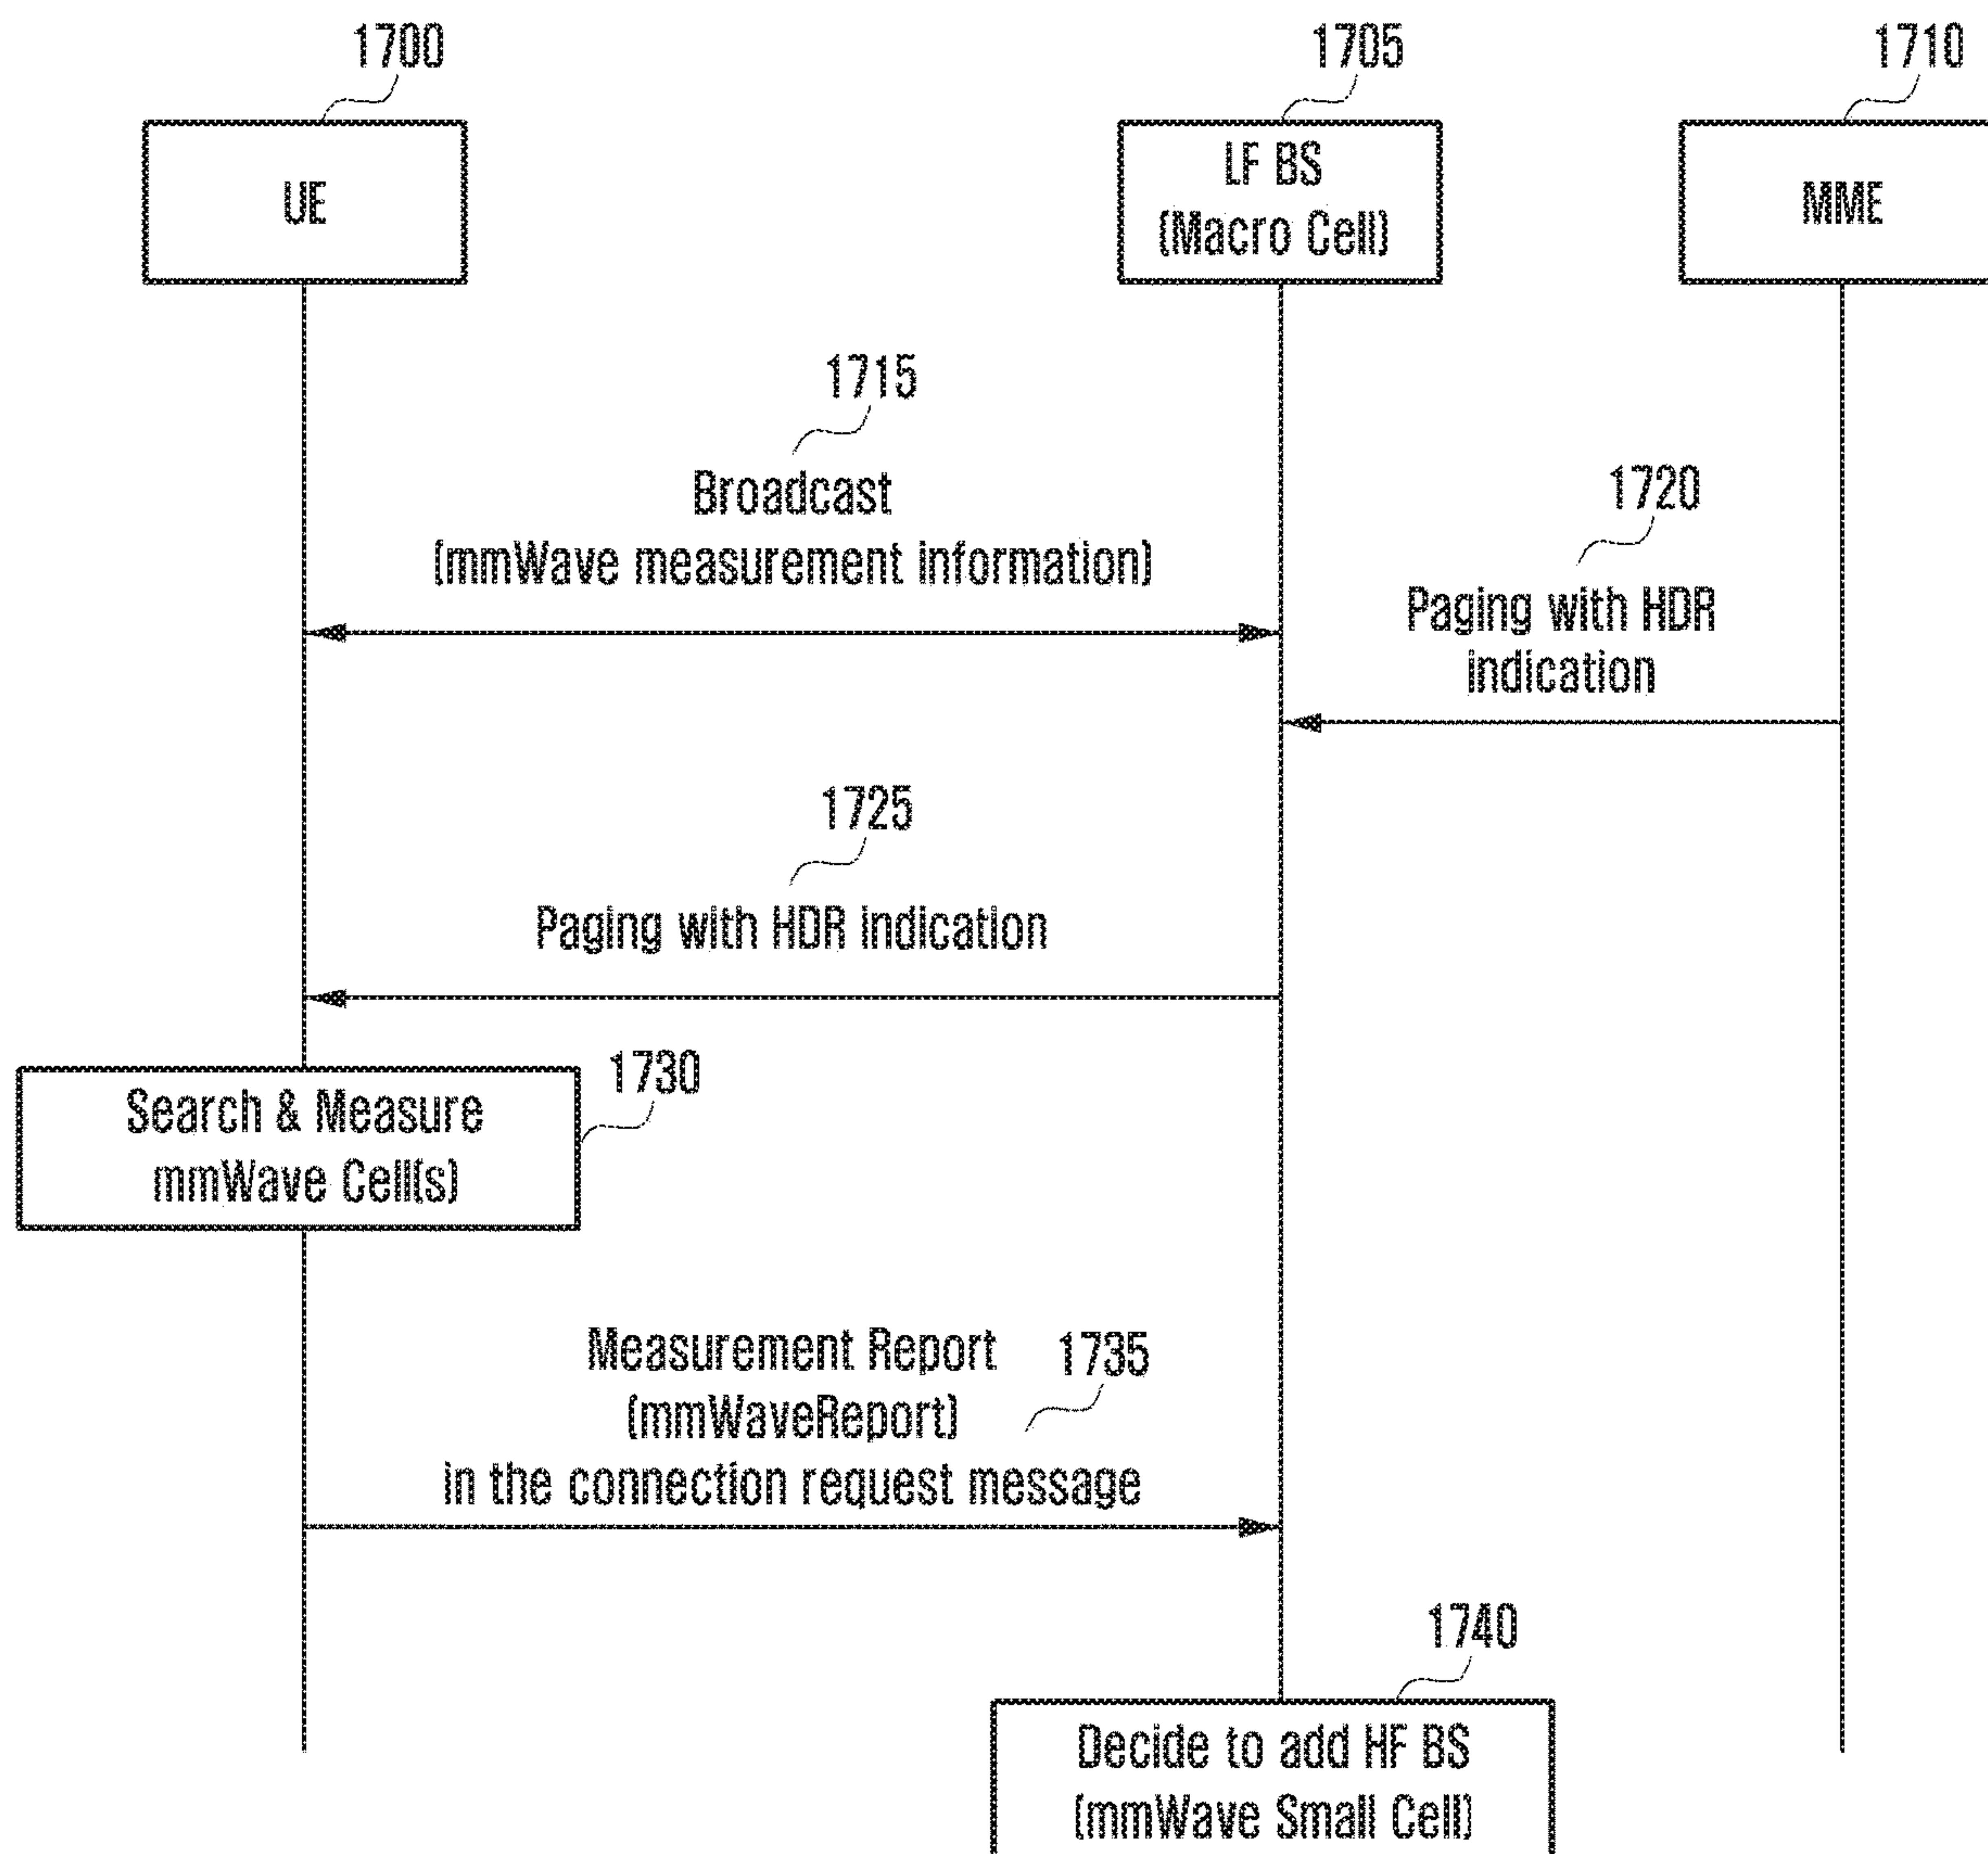 1700
1705
1710
UE
LF BS
(Macro Cell)
MME
1715
Broadcast
(mmWave measurement information)
1720
Paging with HDR
indication
1725
Paging with HDR indication
1730
Search & Measure
mmWave Cell(s)
Measurement Report
1735
(mmWaveReport)
in the connection request message
1740
Decide to add HF BS
(mmWave Small Cell)